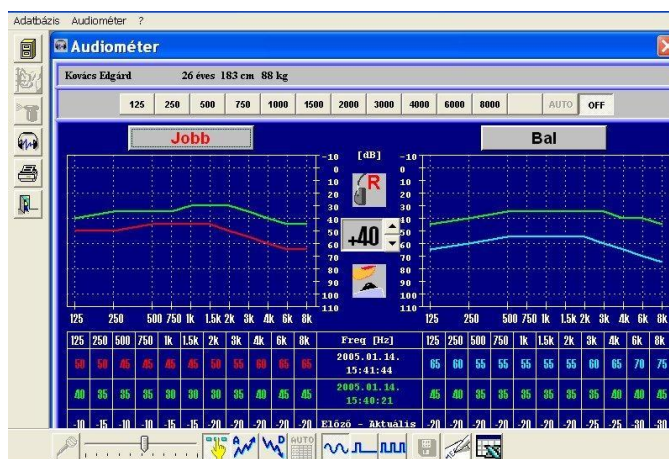 Adatbázis Audiométer ?
Audiométer
Kovács Edgárd 26 éves 183 cm 88 kg
125 250 500 750 1000 1500 2000 3000 4000 6000 8000 AUTO OFF
Jobb Bal
[dB]
-10 -10
0 0
10 10
20 20
30 30
40 40
50 50
60 60
70 70
80 80
90 90
100 100
110 110
R
+40
125 250 500 750 1k 1.5k 2k 3k 4k 6k 8k 125 250 500 750 1k 1.5k 2k 3k 4k 6k 8k
125 250 500 750 1k 1.5k 2k 3k 4k 6k 8k Freq [Hz] 125 250 500 750 1k 1.5k 2k 3k 4k 6k 8k
50 50 45 45 45 45 50 55 60 65 65 2005.01.14. 15:41:44 65 60 55 55 55 55 55 60 65 70 75
40 35 35 35 30 30 30 35 40 45 45 2005.01.14. 15:40:21 45 40 35 35 35 35 35 35 40 40 45
-10 -15 -10 -10 -15 -15 -20 -20 -20 -20 -20 Előző - Aktuális -20 -20 -20 -20 -20 -20 -20 -25 -25 -30 -30
A D
AUTO